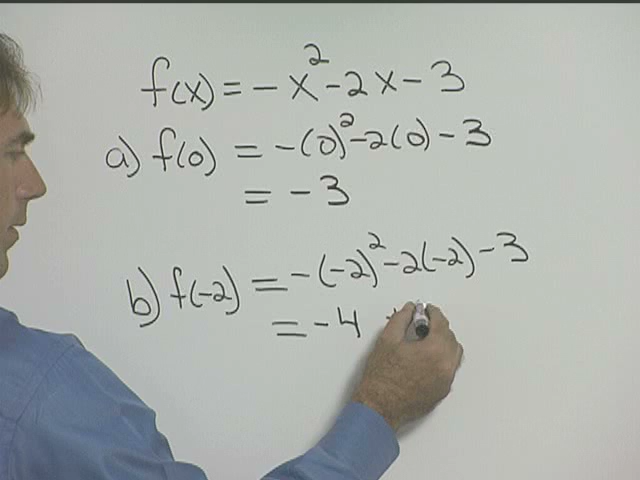 f(x) = -x² - 2x - 3
a) f(0) = -(0)² - 2(0) - 3
= -3
b) f(-2) = -(-2)² - 2(-2) - 3
= -4